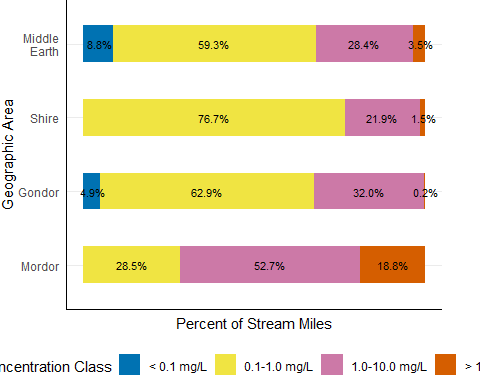 Geographic Area
Middle
Earth
8.8% 59.3% 28.4% 3.5%
Shire
76.7% 21.9% 1.5%
Gondor
4.9% 62.9% 32.0% 0.2%
Mordor
28.5% 52.7% 18.8%
Percent of Stream Miles
ncentration Class < 0.1 mg/L 0.1-1.0 mg/L 1.0-10.0 mg/L > 1